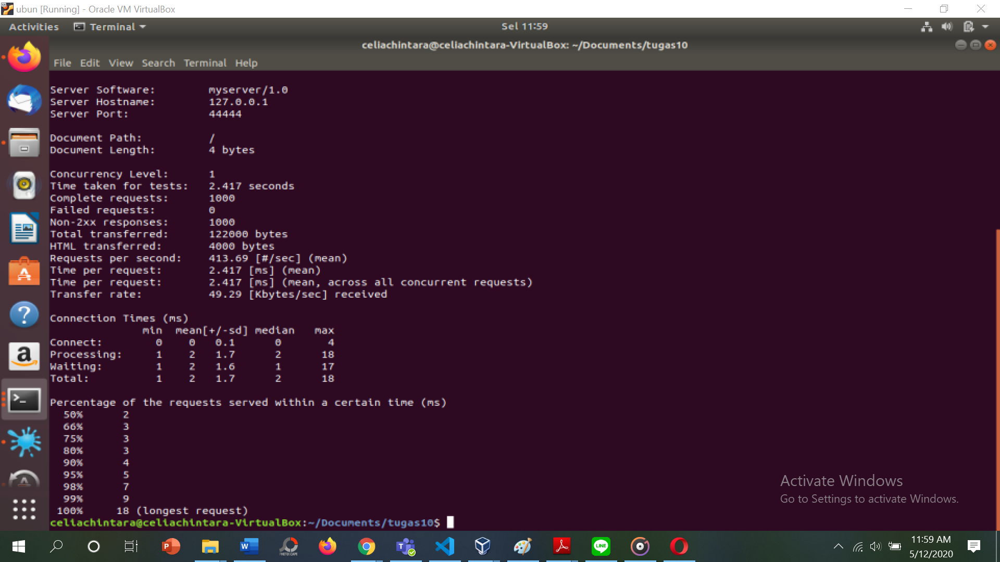 ubun [Running] - Oracle VM VirtualBox
Activities Terminal Sel 11:59
celiachintara@celiachintara-VirtualBox: ~/Documents/tugas10
File Edit View Search Terminal Help
Server Software: myserver/1.0
Server Hostname: 127.0.0.1
Server Port: 44444
Document Path: /
Document Length: 4 bytes
Concurrency Level: 1
Time taken for tests: 2.417 seconds
Complete requests: 1000
Failed requests: 0
Non-2xx responses: 1000
Total transferred: 122000 bytes
HTML transferred: 4000 bytes
Requests per second: 413.69 [#/sec] (mean)
Time per request: 2.417 [ms] (mean)
Time per request: 2.417 [ms] (mean, across all concurrent requests)
Transfer rate: 49.29 [Kbytes/sec] received
Connection Times (ms)
min mean[+/-sd] median max
Connect: 0 0 0.1 0 4
Processing: 1 2 1.7 2 18
Waiting: 1 2 1.6 1 17
Total: 1 2 1.7 2 18
Percentage of the requests served within a certain time (ms)
50% 2
66% 3
75% 3
80% 3
90% 4
95% 5
98% 7
99% 9
100% 18 (longest request)
celiachintara@celiachintara-VirtualBox:~/Documents/tugas10$
Activate Windows
Go to Settings to activate Windows.
PHOTOSCAPE
LINE
11:59 AM
5/12/2020